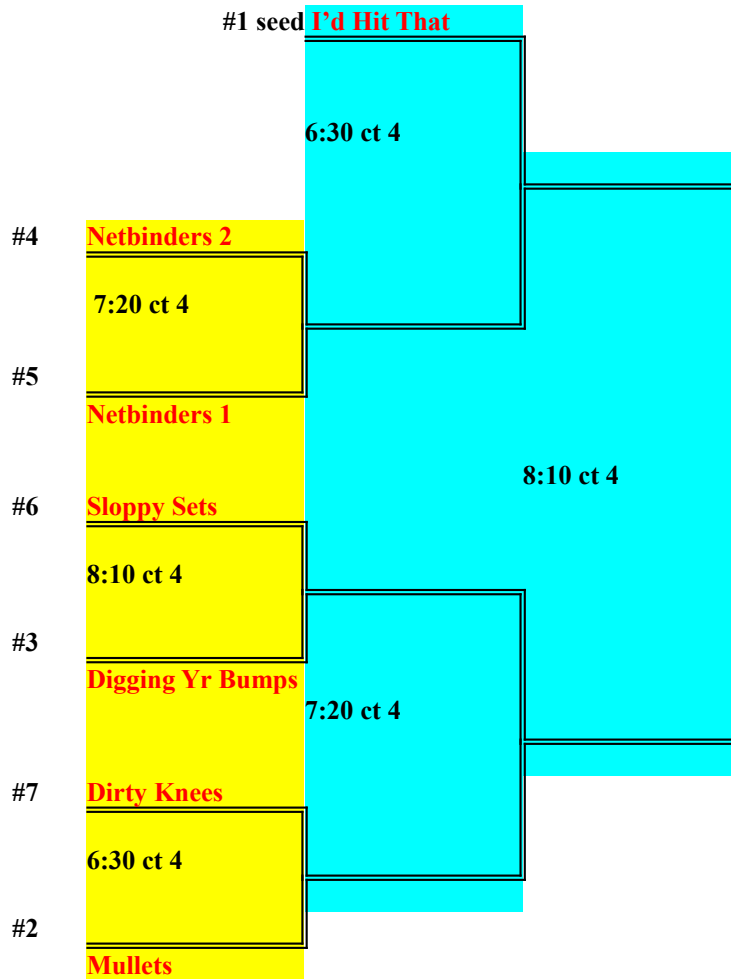 #1 seed I’d Hit That
6:30 ct 4
#4 Netbinders 2
7:20 ct 4
#5
Netbinders 1
8:10 ct 4
#6 Sloppy Sets
8:10 ct 4
#3
Digging Yr Bumps
7:20 ct 4
#7 Dirty Knees
6:30 ct 4
#2
Mullets